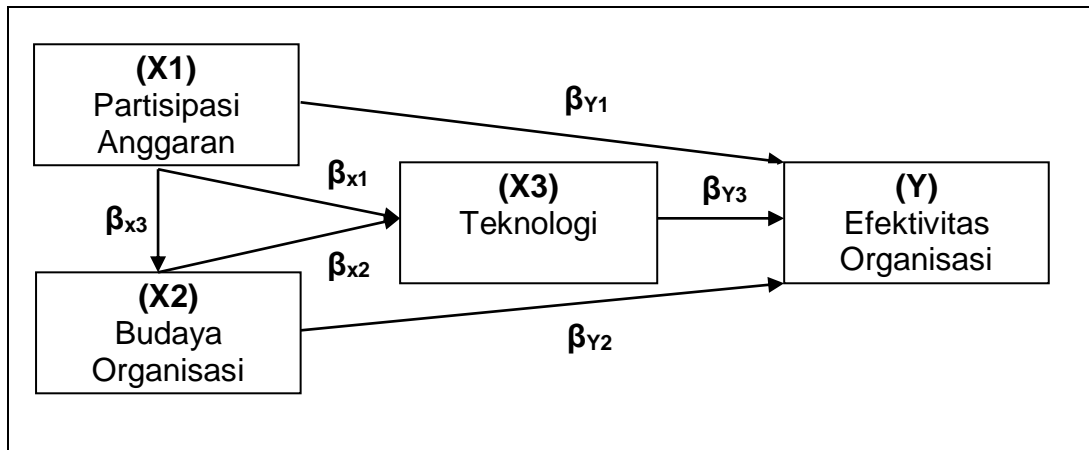 (X1)
Partisipasi
Anggaran
βY1
βx1
βx3
(X3)
Teknologi
βY3
(Y)
Efektivitas
Organisasi
βx2
(X2)
Budaya
Organisasi
βY2